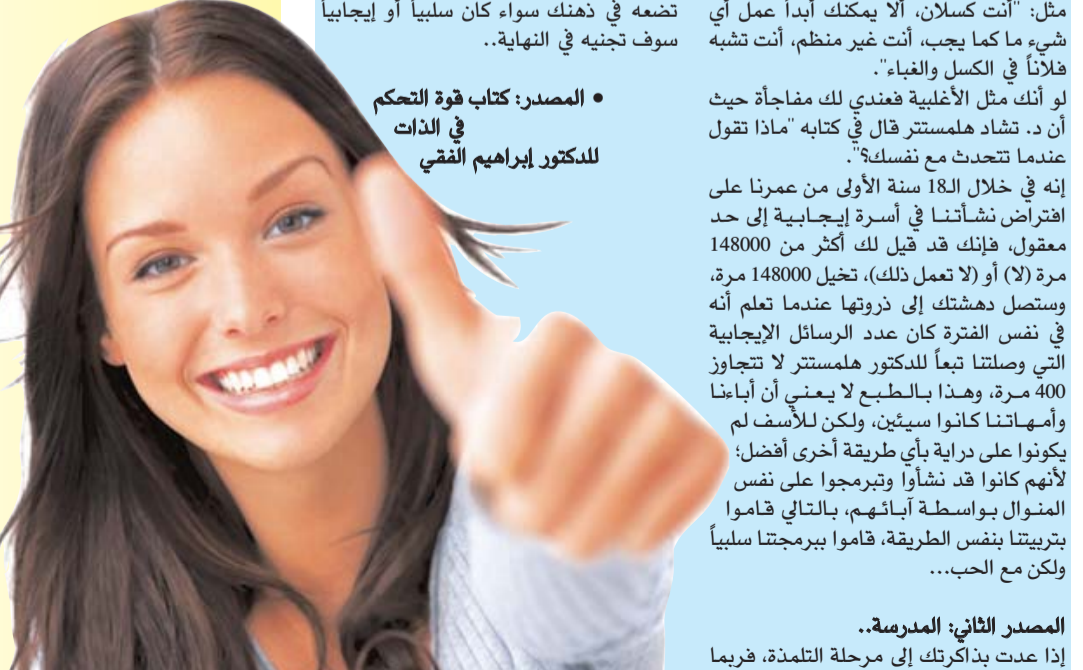 مثل: "أنت كسلان، ألا يمكنك أبداً عمل أي
شيء ما كما يجب، أنت غير منظم، أنت تشبه
فلاناً في الكسل والغباء".
لو أنك مثل الأغلبية فعندي لك مفاجأة حيث
أن د. تشاد هلمستتر قال في كتابه "ماذا تقول
عندما تتحدث مع نفسك؟".
إنه في خلال الـ18 سنة الأولى من عمرنا على
افتراض نشأتنا في أسرة إيجابية إلى حد
معقول، فإنك قد قيل لك أكثر من 148000
مرة (لا) أو (لا تعمل ذلك)، تخيل 148000 مرة،
وستصل دهشتك إلى ذروتها عندما تعلم أنه
في نفس الفترة كان عدد الرسائل الإيجابية
التي وصلتنا تبعاً للدكتور هلمستتر لا تتجاوز
400 مرة، وهذا بالطبع لا يعني أن أباءنا
وأمهاتنا كانوا سيئين، ولكن للأسف لم
يكونوا على دراية بأي طريقة أخرى أفضل؛
لأنهم كانوا قد نشأوا وتبرمجوا على نفس
المنوال بواسطة آبائهم، بالتالي قاموا
بتربيتنا بنفس الطريقة، قاموا ببرمجتنا سلبياً
ولكن مع الحب...
المصدر الثاني: المدرسة..
إذا عدت بذاكرتك إلى مرحلة التلمذة، فربما
تضعه في ذهنك سواء كان سلبياً أو إيجابياً
سوف تجنيه في النهاية..
• المصدر: كتاب قوة التحكم
في الذات
للدكتور إبراهيم الفقي